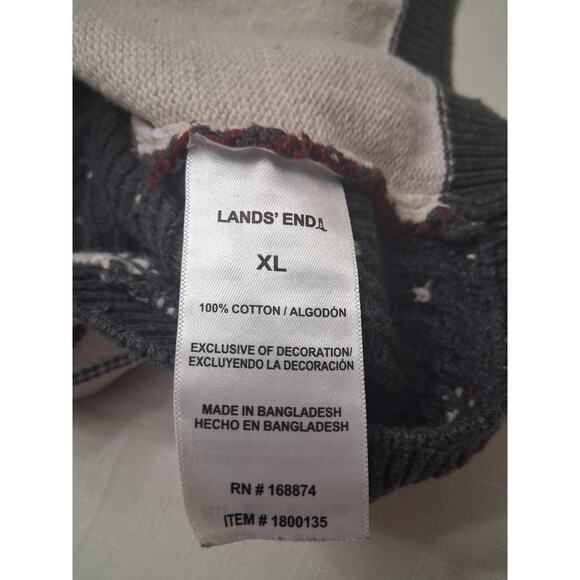 LANDS' END
XL
100% COTTON / ALGODÓN
EXCLUSIVE OF DECORATION/
EXCLUYENDO LA DECORACIÓN
MADE IN BANGLADESH
HECHO EN BANGLADESH
RN # 168874
ITEM # 1800135